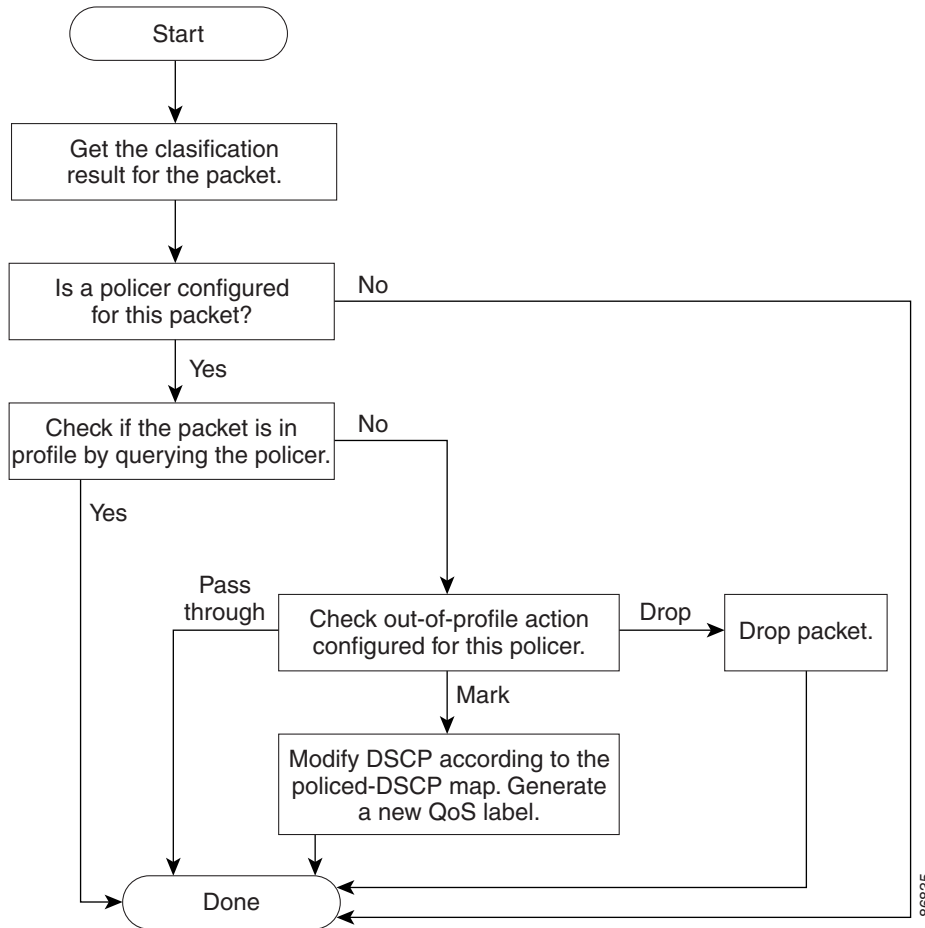 Start
Get the clasification
result for the packet.
Is a policer configured
for this packet?
No
Yes
Check if the packet is in
profile by querying the policer.
No
Yes
Pass
through
Check out-of-profile action
configured for this policer.
Drop
Drop packet.
Mark
Modify DSCP according to the
policed-DSCP map. Generate
a new QoS label.
Done
86835